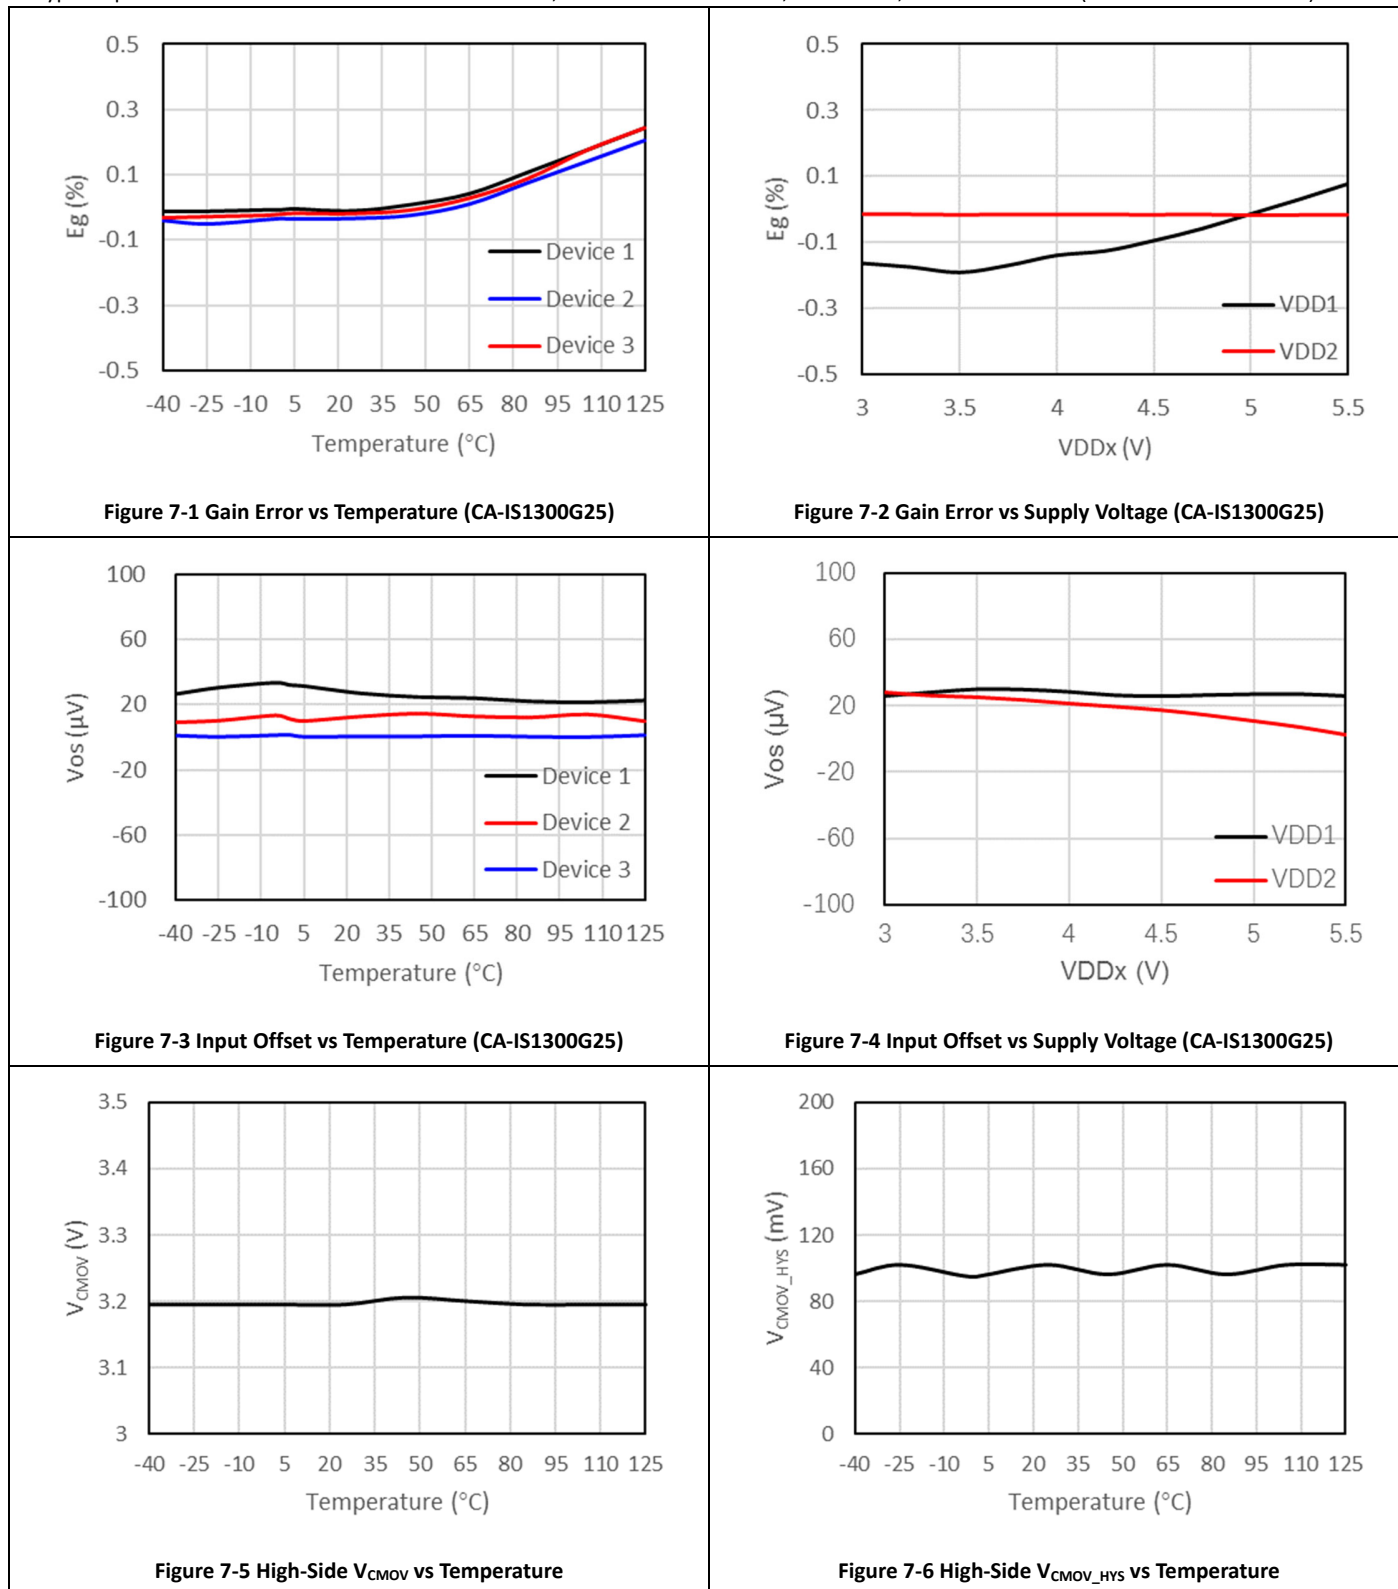 0.5
0.3
0.1
-0.1
-0.3
-0.5
Eg (%)
Device 1
Device 2
Device 3
-40 -25 -10 5 20 35 50 65 80 95 110 125
Temperature (°C)
Figure 7-1 Gain Error vs Temperature (CA-IS1300G25)
0.5
0.3
0.1
-0.1
-0.3
-0.5
Eg (%)
VDD1
VDD2
3 3.5 4 4.5 5 5.5
VDDx (V)
Figure 7-2 Gain Error vs Supply Voltage (CA-IS1300G25)
100
60
20
-20
-60
-100
Vos (µV)
Device 1
Device 2
Device 3
-40 -25 -10 5 20 35 50 65 80 95 110 125
Temperature (°C)
Figure 7-3 Input Offset vs Temperature (CA-IS1300G25)
100
60
20
-20
-60
-100
Vos (µV)
VDD1
VDD2
3 3.5 4 4.5 5 5.5
VDDx (V)
Figure 7-4 Input Offset vs Supply Voltage (CA-IS1300G25)
3.5
3.4
3.3
3.2
3.1
3
VCMOV (V)
-40 -25 -10 5 20 35 50 65 80 95 110 125
Temperature (°C)
Figure 7-5 High-Side VCMOV vs Temperature
200
160
120
80
40
0
VCMOV_HYS (mV)
-40 -25 -10 5 20 35 50 65 80 95 110 125
Temperature (°C)
Figure 7-6 High-Side VCMOV_HYS vs Temperature